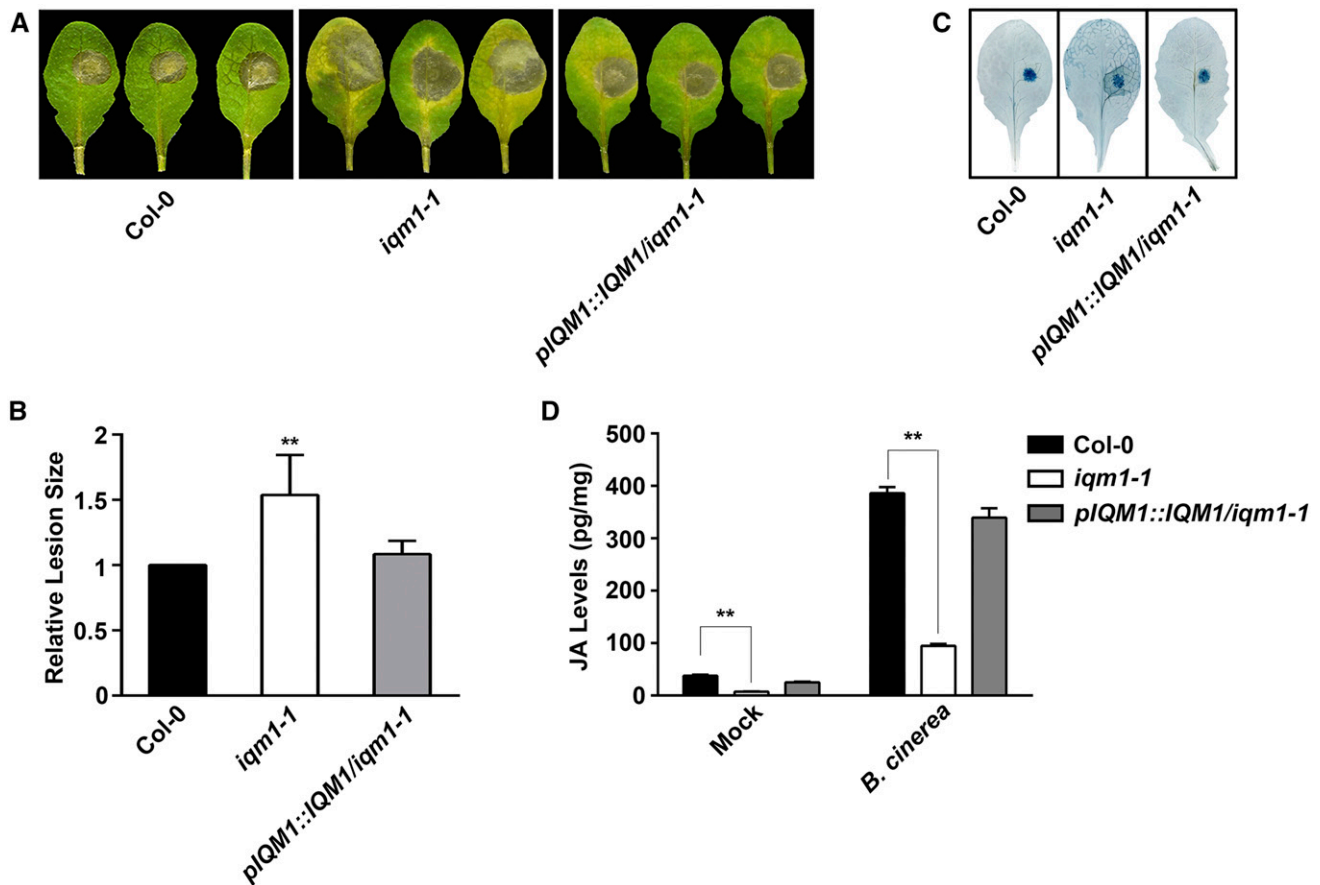 A
Col-0
iqm1-1
pIQM1::IQM1/iqm1-1
C
Col-0
iqm1-1
pIQM1::IQM1/iqm1-1
B
Relative Lesion Size
2
1.5
1
0.5
0
**
Col-0
iqm1-1
pIQM1::IQM1/iqm1-1
D
JA Levels (pg/mg)
500
400
300
200
100
0
**
**
Mock
B. cinerea
Col-0
iqm1-1
pIQM1::IQM1/iqm1-1